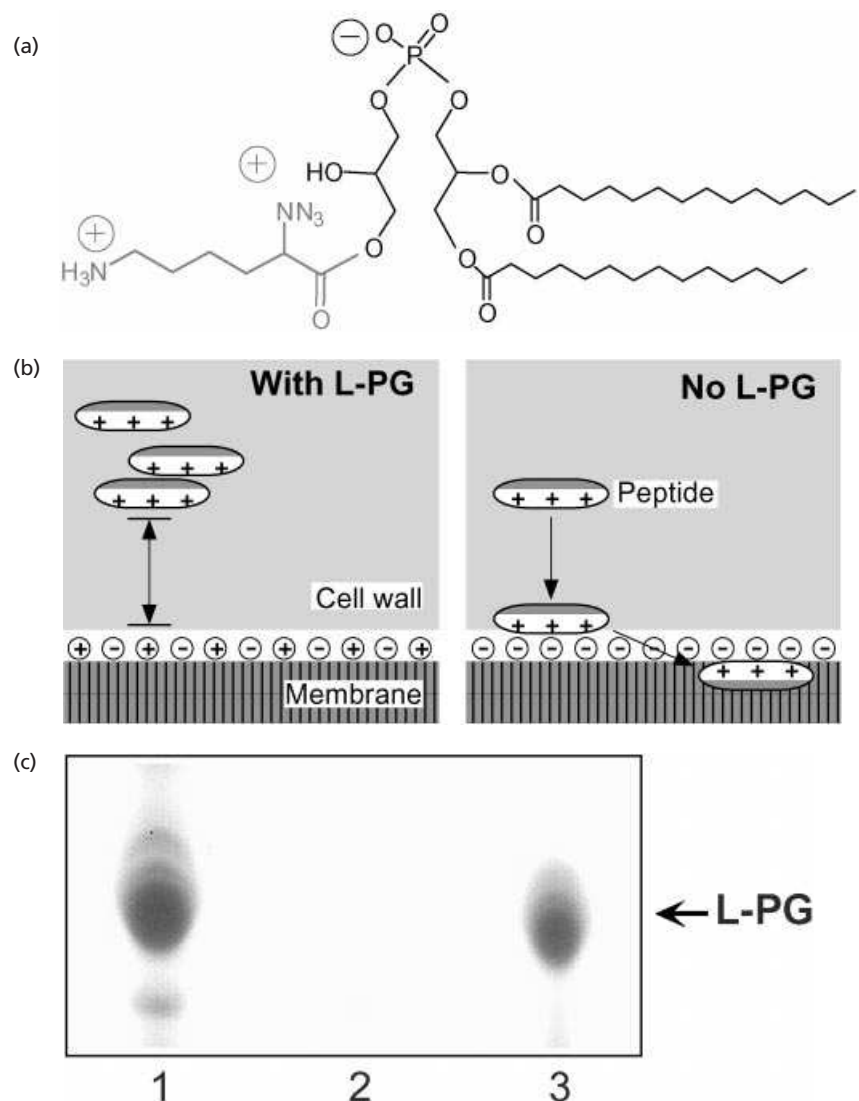 (a)
O
O
P
O
O
HO
O
O
NN3
H3N
O
O
O
O
O
(b)
With L-PG
No L-PG
+ + +
+ + +
+ + +
+ + +
Peptide
Cell wall
+ + +
+ - + - + - + - + - +
- - - - - - - - - - -
+ + +
Membrane
(c)
L-PG
1 2 3